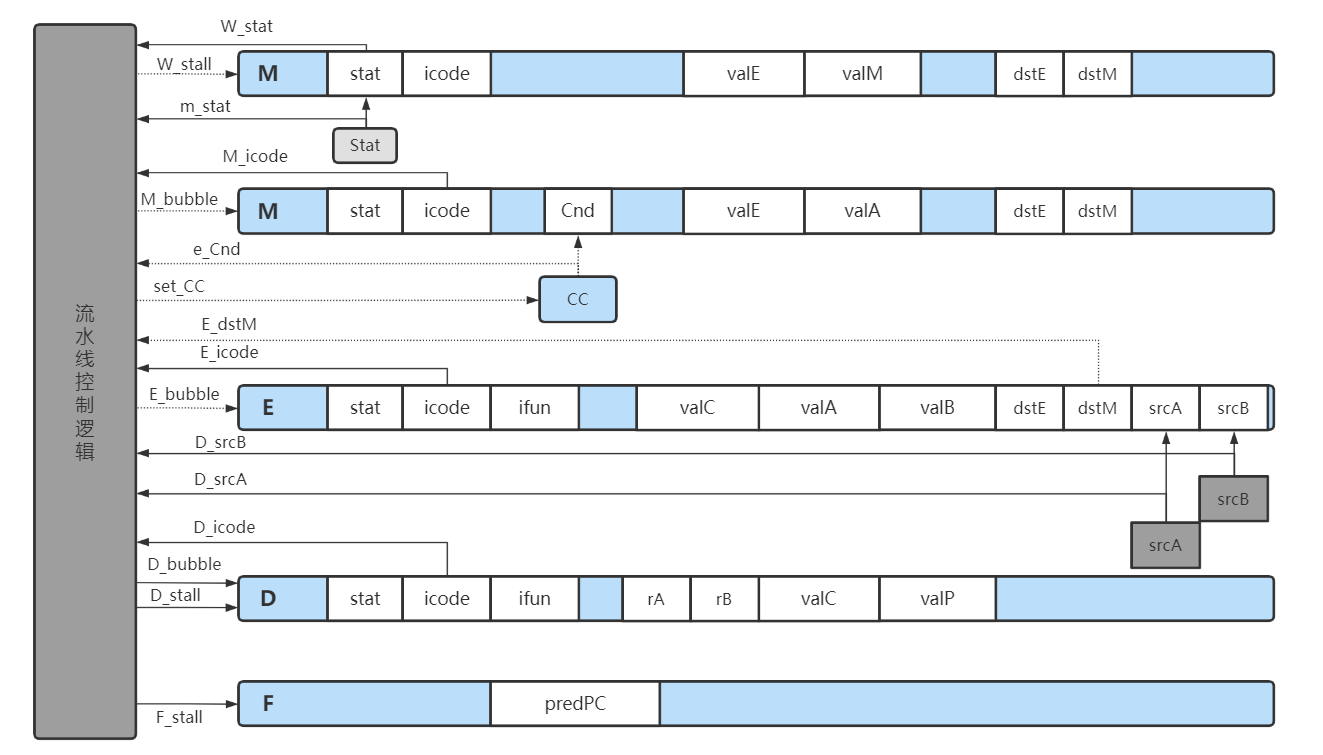 W_stat
W_stall
M stat icode valE valM dstE dstM
m_stat
Stat
M_icode
M_bubble
M stat icode Cnd valE valA dstE dstM
e_Cnd
set_CC
CC
流水线控制逻辑
E_dstM
E_icode
E_bubble
E stat icode ifun valC valA valB dstE dstM srcA srcB
D_srcB
D_srcA
srcB
D_icode
srcA
D_bubble
D_stall
D stat icode ifun rA rB valC valP
F predPC
F_stall